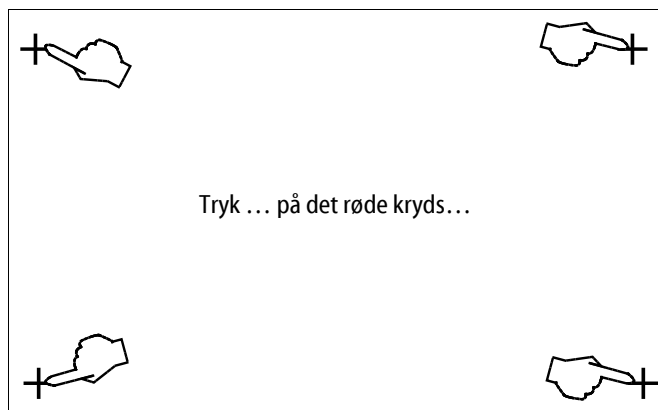 Tryk … på det røde kryds…